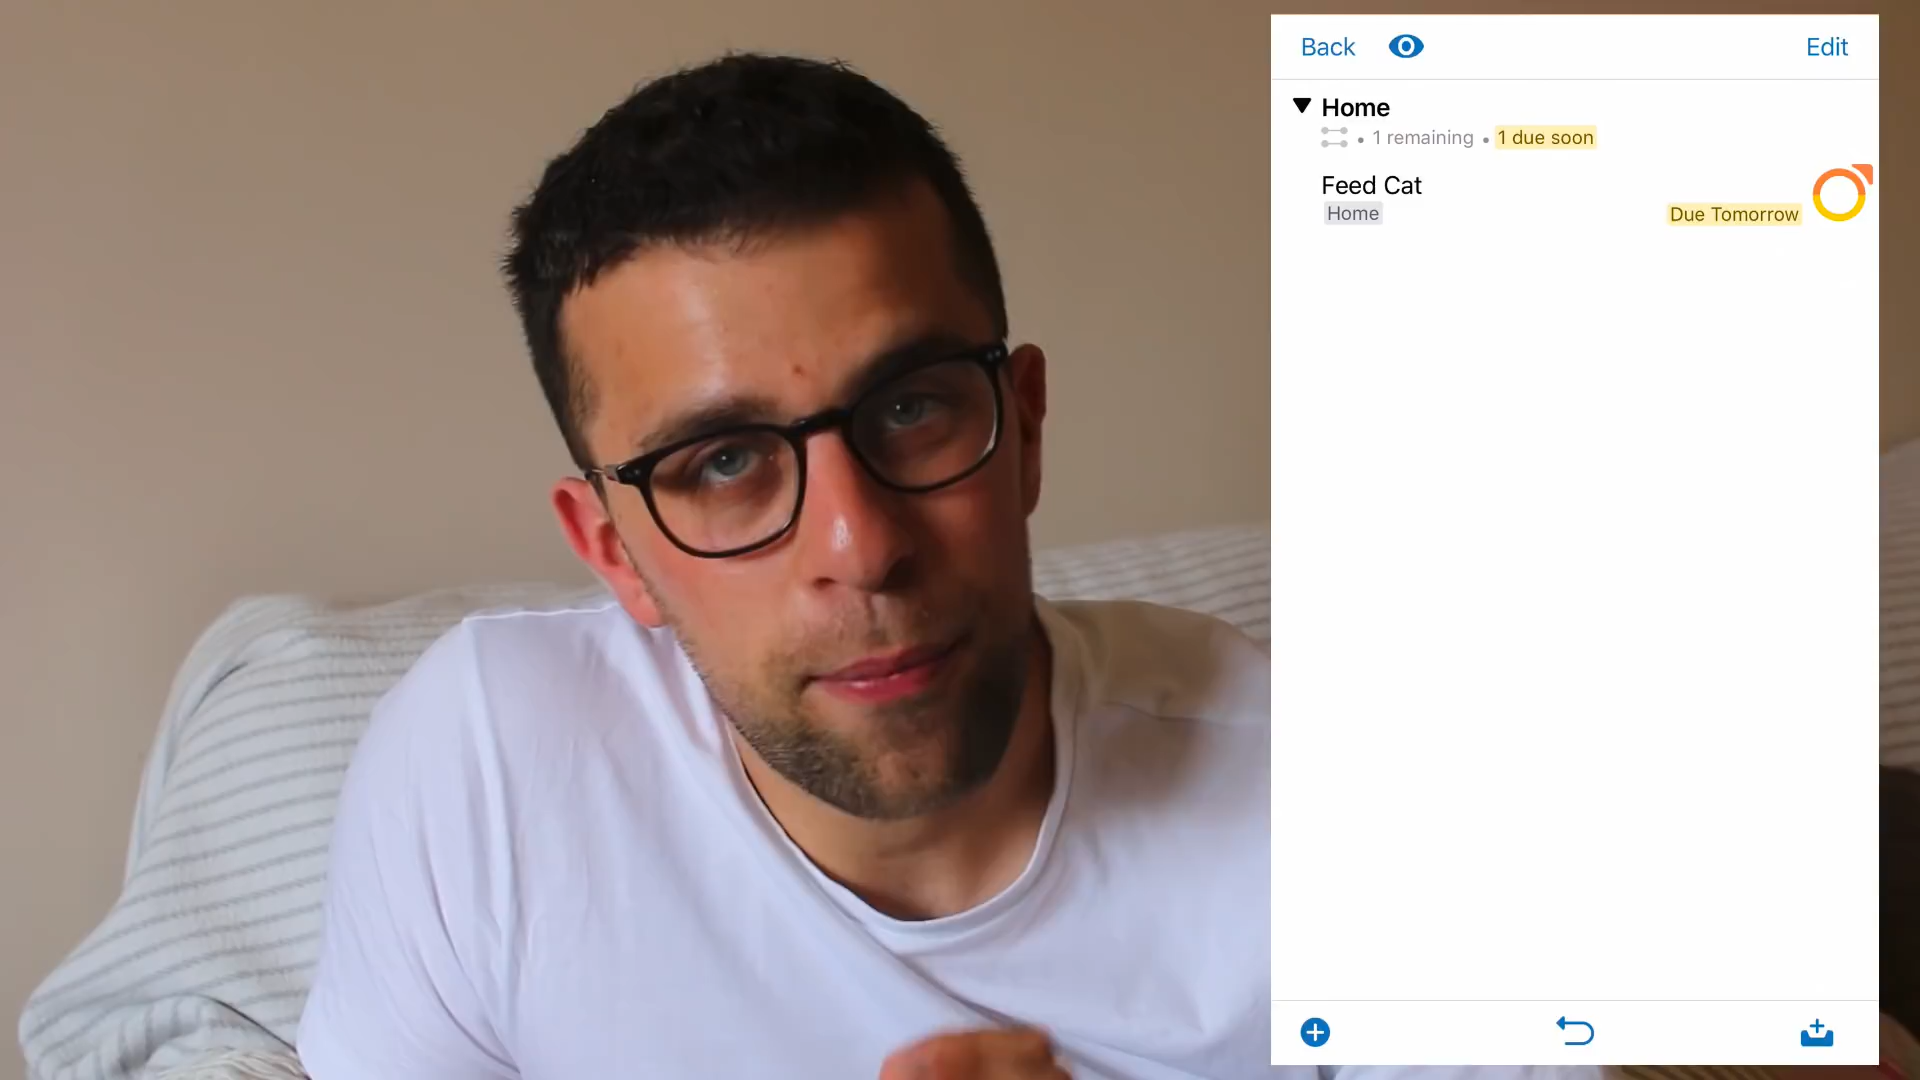 Back
Edit
Home
• 1 remaining • 1 due soon
Feed Cat
Home
Due Tomorrow